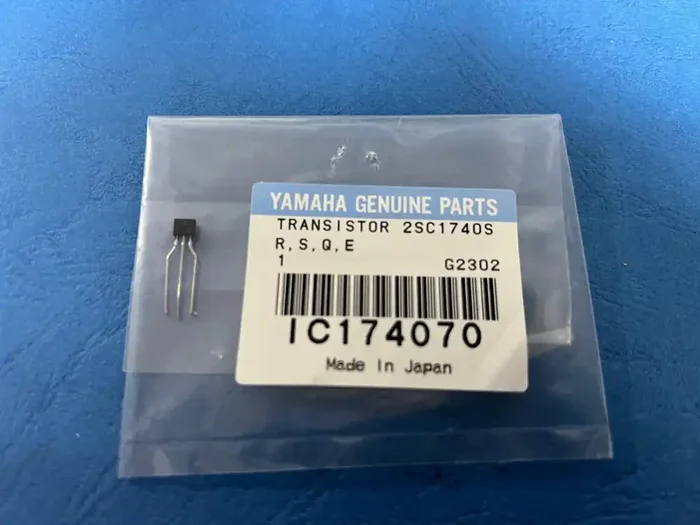 YAMAHA GENUINE PARTS
TRANSISTOR 2SC1740S
R,S,Q,E
1 G2302
IC174070
Made In Japan